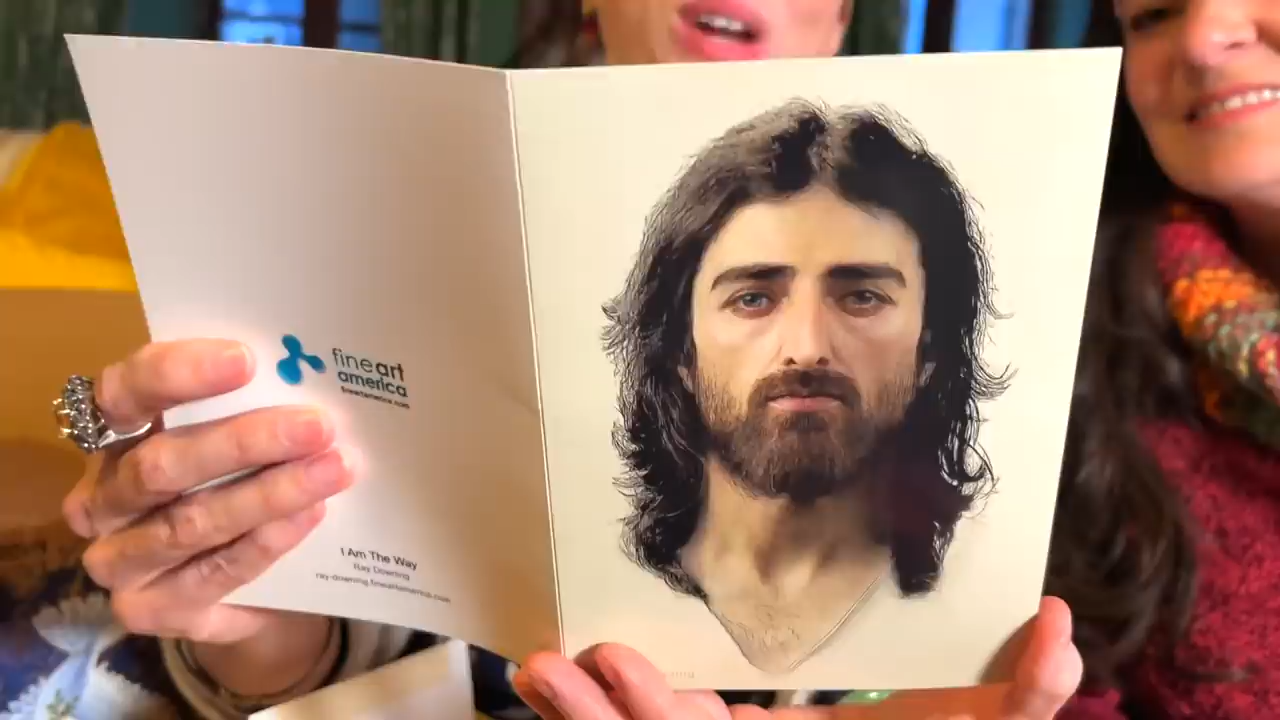 fineart
america
fineartamerica.com
I Am The Way
Ray Downing
ray-downing.fineartamerica.com